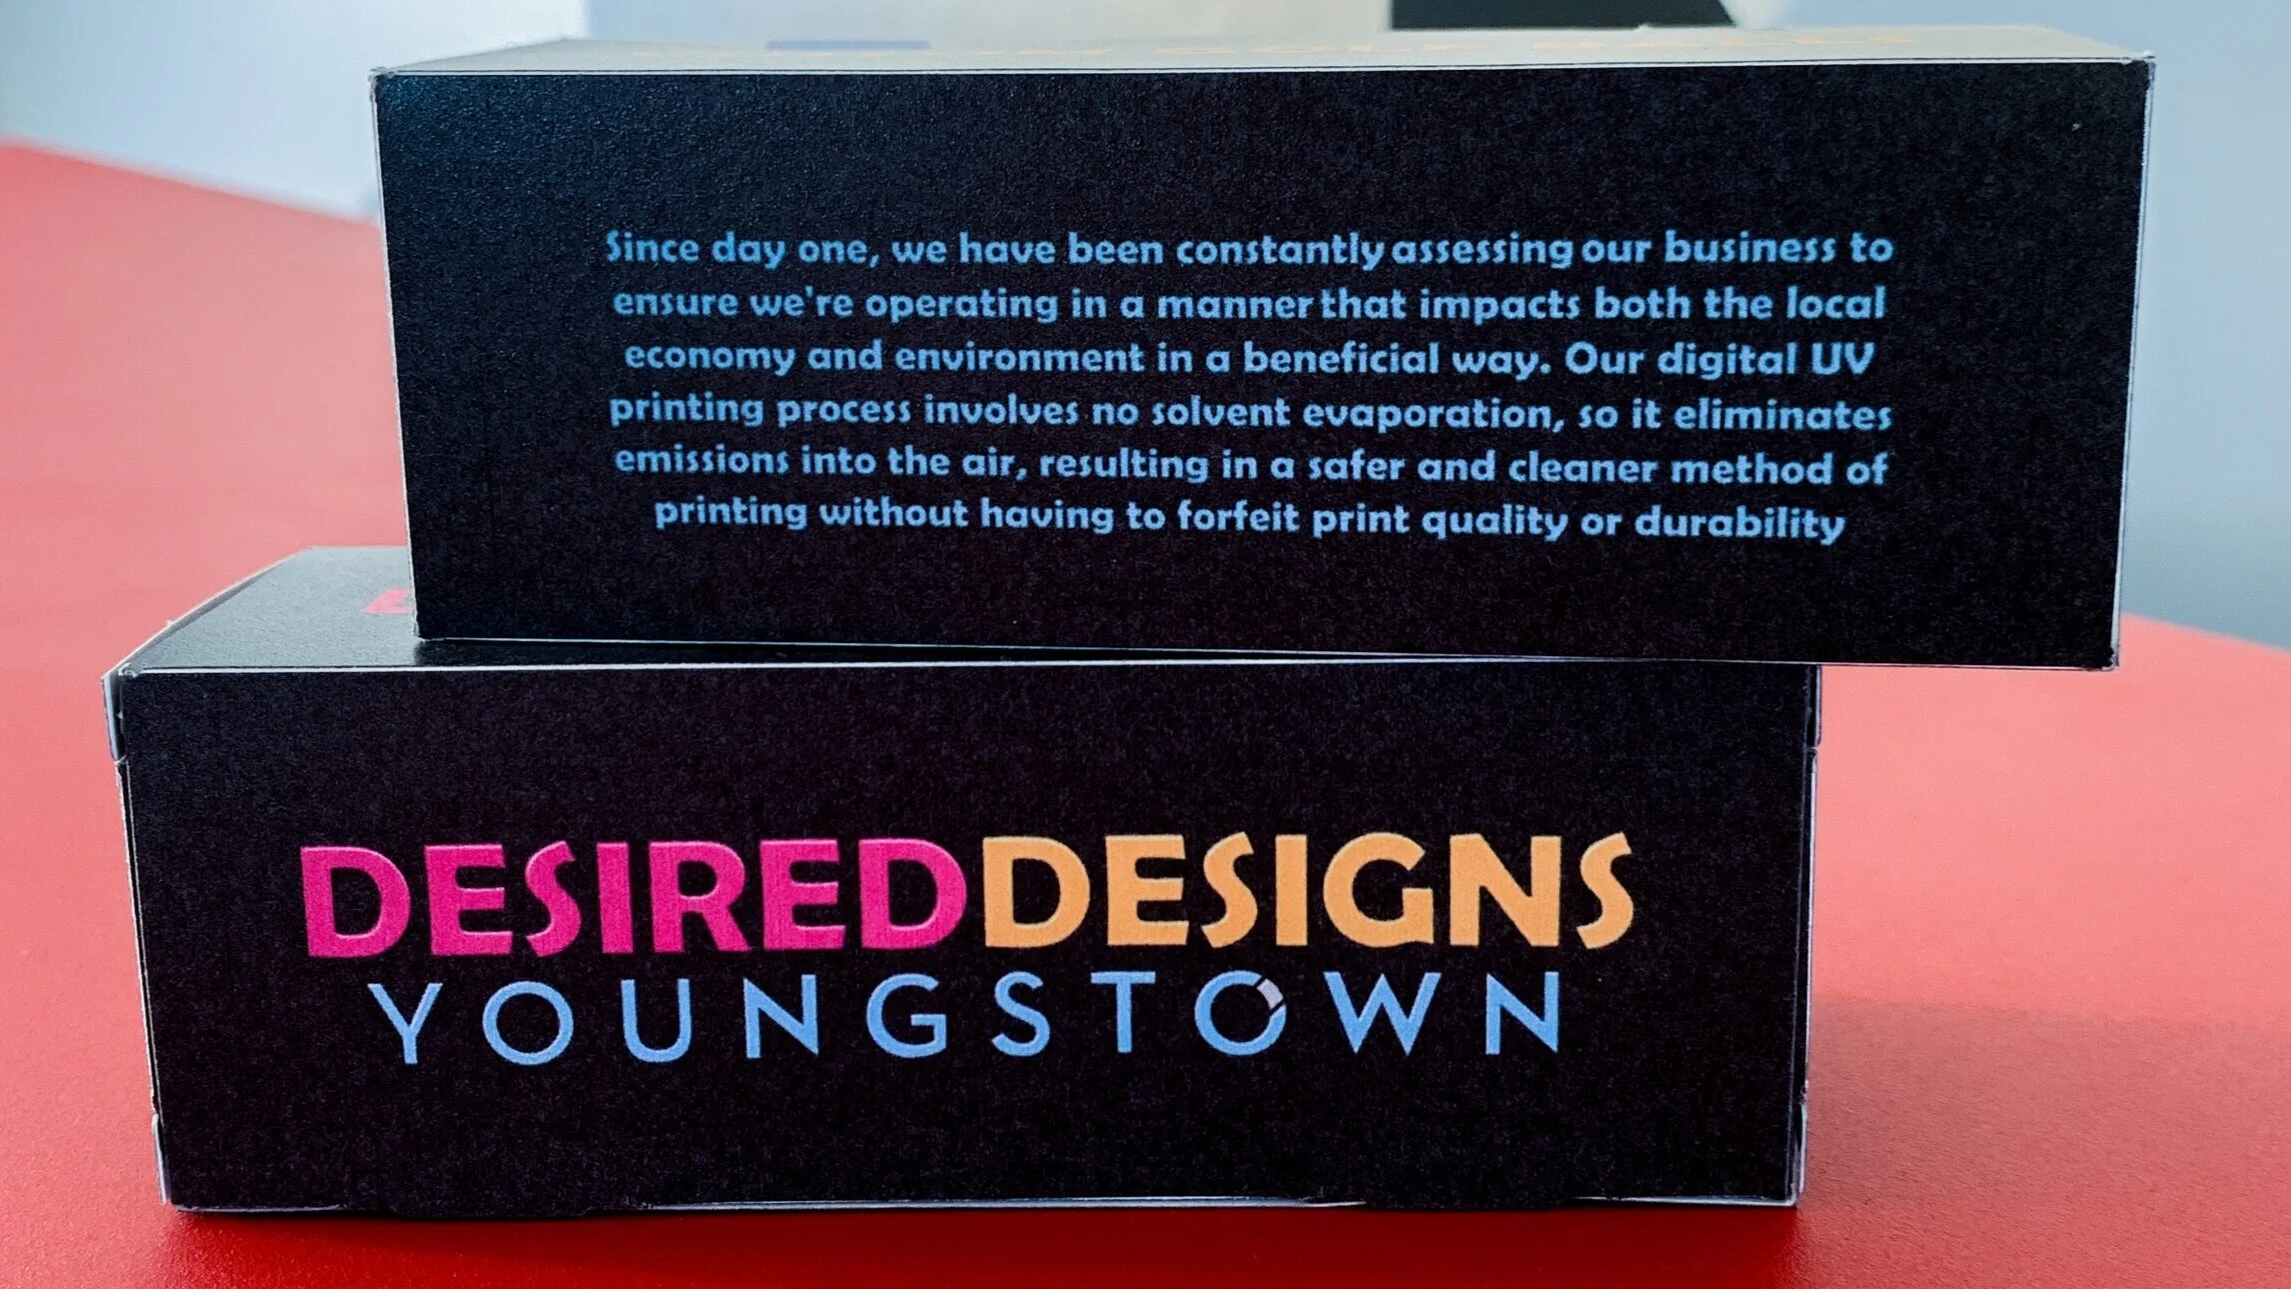 Since day one, we have been constantly assessing our business to
ensure we're operating in a manner that impacts both the local
economy and environment in a beneficial way. Our digital UV
printing process involves no solvent evaporation, so it eliminates
emissions into the air, resulting in a safer and cleaner method of
printing without having to forfeit print quality or durability
DESIREDDESIGNS
YOUNGSTOWN